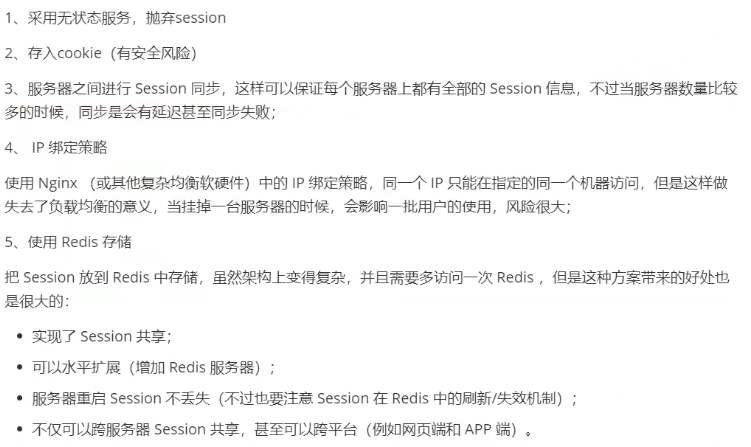 1、采用无状态服务，抛弃session
2、存入cookie（有安全风险）
3、服务器之间进行 Session 同步，这样可以保证每个服务器上都有全部的 Session 信息，不过当服务器数量比较
多的时候，同步是会有延迟甚至同步失败；
4、 IP 绑定策略
使用 Nginx （或其他复杂均衡软硬件）中的 IP 绑定策略，同一个 IP 只能在指定的同一个机器访问，但是这样做
失去了负载均衡的意义，当挂掉一台服务器的时候，会影响一批用户的使用，风险很大；
5、使用 Redis 存储
把 Session 放到 Redis 中存储，虽然架构上变得复杂，并且需要多访问一次 Redis ，但是这种方案带来的好处也
是很大的：
• 实现了 Session 共享；
• 可以水平扩展（增加 Redis 服务器）；
• 服务器重启 Session 不丢失（不过也要注意 Session 在 Redis 中的刷新/失效机制）；
• 不仅可以跨服务器 Session 共享，甚至可以跨平台（例如网页端和 APP 端）。